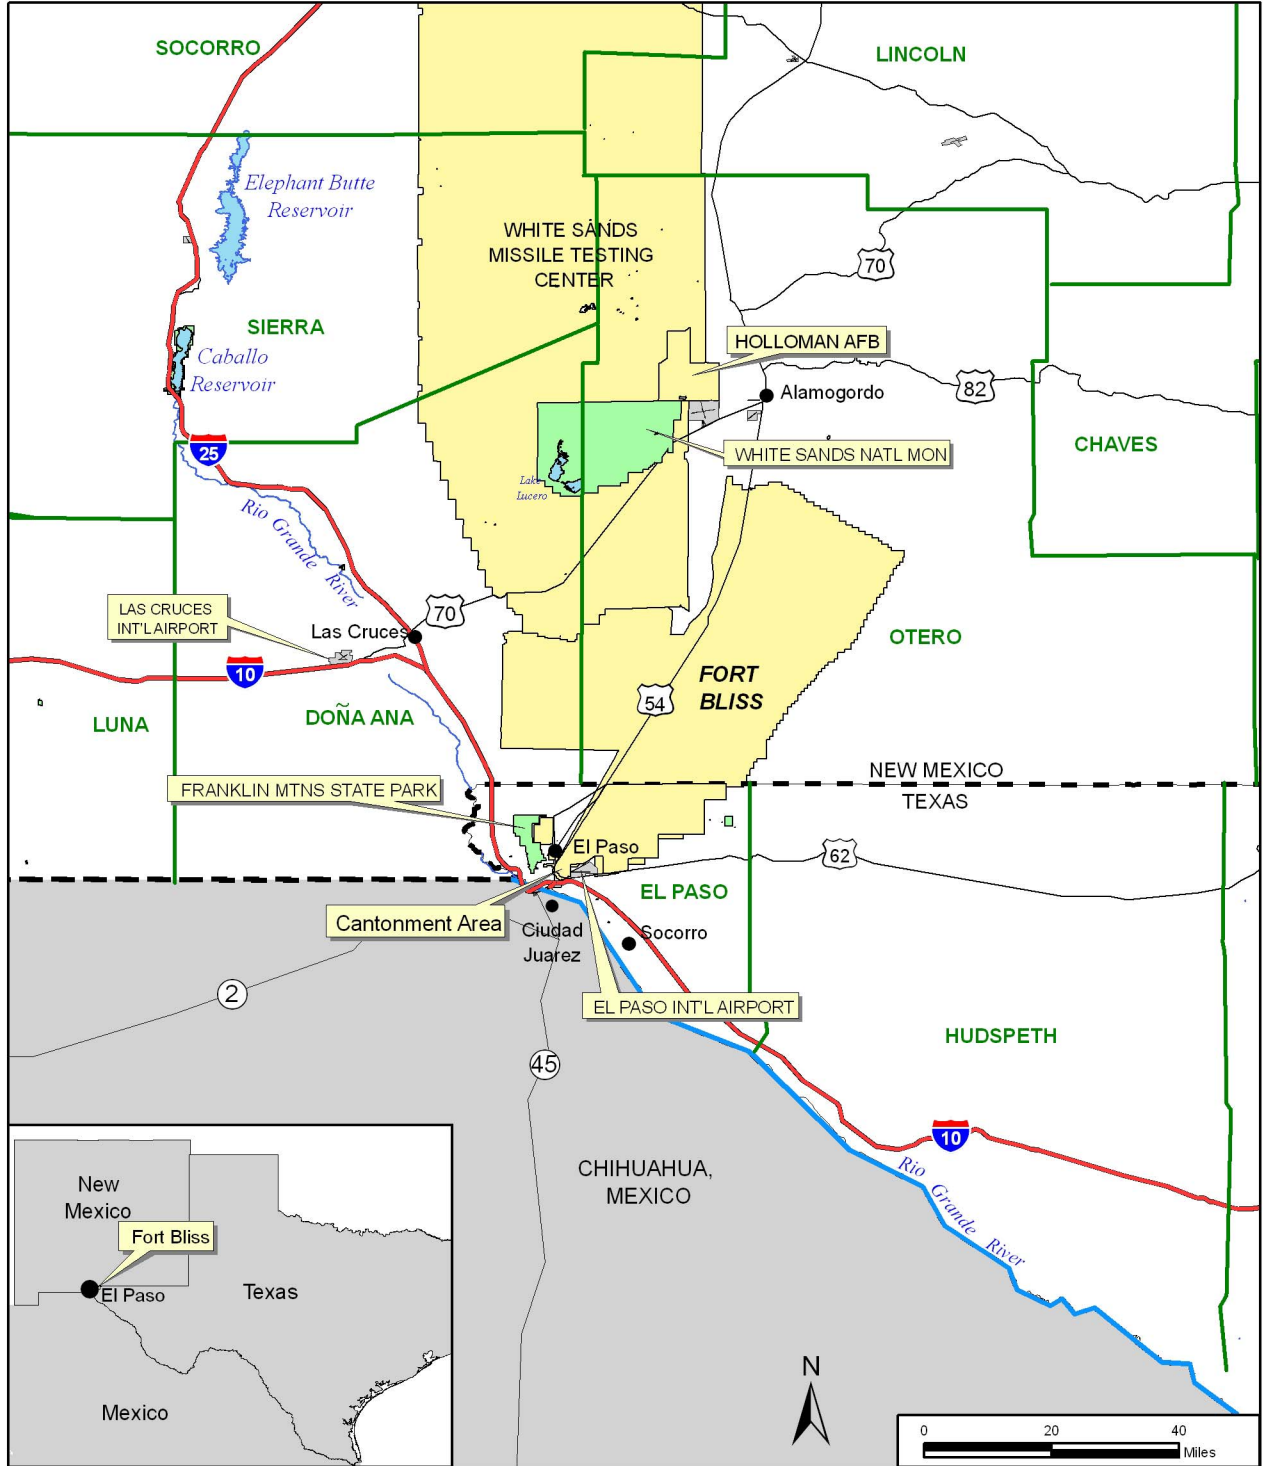 SOCORRO
LINCOLN
Elephant Butte
Reservoir
WHITE SANDS
MISSILE TESTING
CENTER
70
SIERRA
HOLLOMAN AFB
Caballo
Reservoir
82
Alamogordo
25
CHAVES
WHITE SANDS NATL MON
Lake
Lucero
Rio Grande River
LAS CRUCES
INT'L AIRPORT
70
Las Cruces
OTERO
10
FORT
BLISS
54
LUNA
DOÑA ANA
NEW MEXICO
FRANKLIN MTNS STATE PARK
TEXAS
El Paso
62
EL PASO
Cantonment Area
Ciudad
Juarez
Socorro
2
EL PASO INT'L AIRPORT
HUDSPETH
45
10
CHIHUAHUA,
MEXICO
Rio Grande River
New
Mexico
Fort Bliss
El Paso
Texas
Mexico
N
0 20 40
Miles